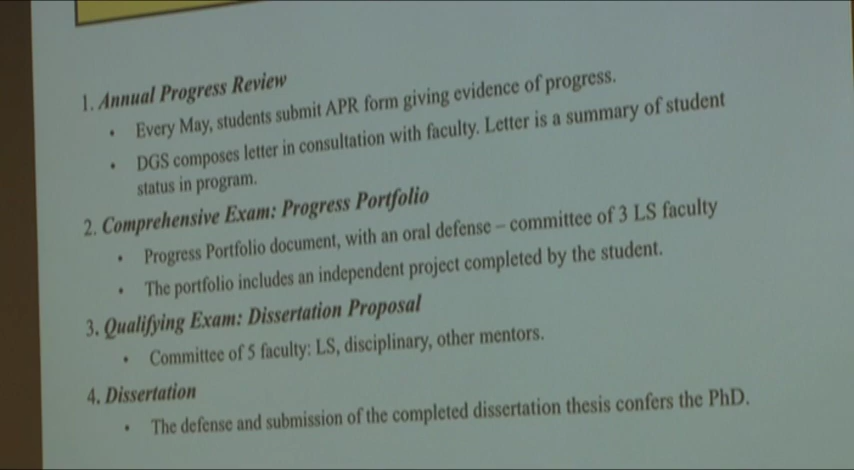 1. Annual Progress Review
• Every May, students submit APR form giving evidence of progress.
• DGS composes letter in consultation with faculty. Letter is a summary of student
status in program.
2. Comprehensive Exam: Progress Portfolio
• Progress Portfolio document, with an oral defense – committee of 3 LS faculty
• The portfolio includes an independent project completed by the student.
3. Qualifying Exam: Dissertation Proposal
• Committee of 5 faculty: LS, disciplinary, other mentors.
4. Dissertation
• The defense and submission of the completed dissertation thesis confers the PhD.